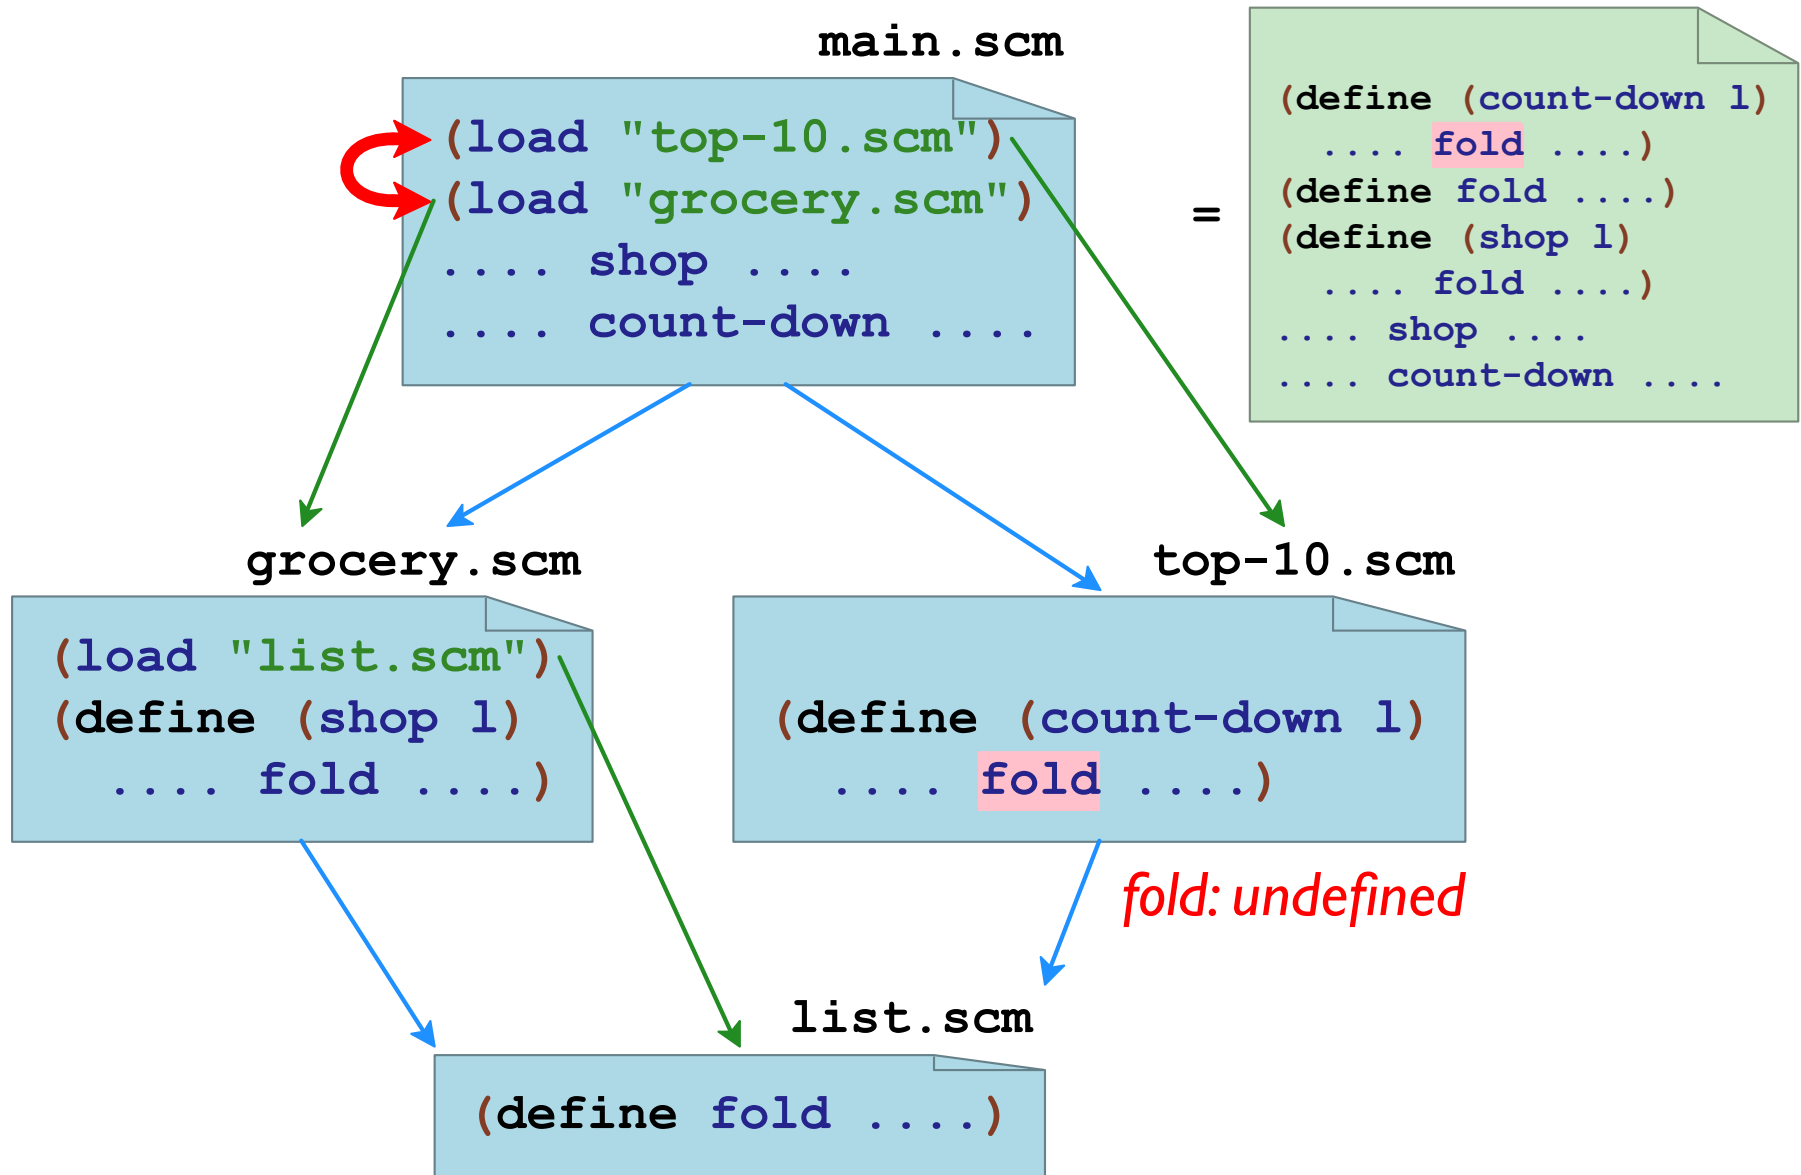 main.scm
(load "top-10.scm")
(load "grocery.scm")
.... shop ....
.... count-down ....
=
(define (count-down l)
.... fold ....)
(define fold ....)
(define (shop l)
.... fold ....)
.... shop ....
.... count-down ....
grocery.scm
(load "list.scm")
(define (shop l)
.... fold ....)
top-10.scm
(define (count-down l)
.... fold ....)
fold: undefined
list.scm
(define fold ....)